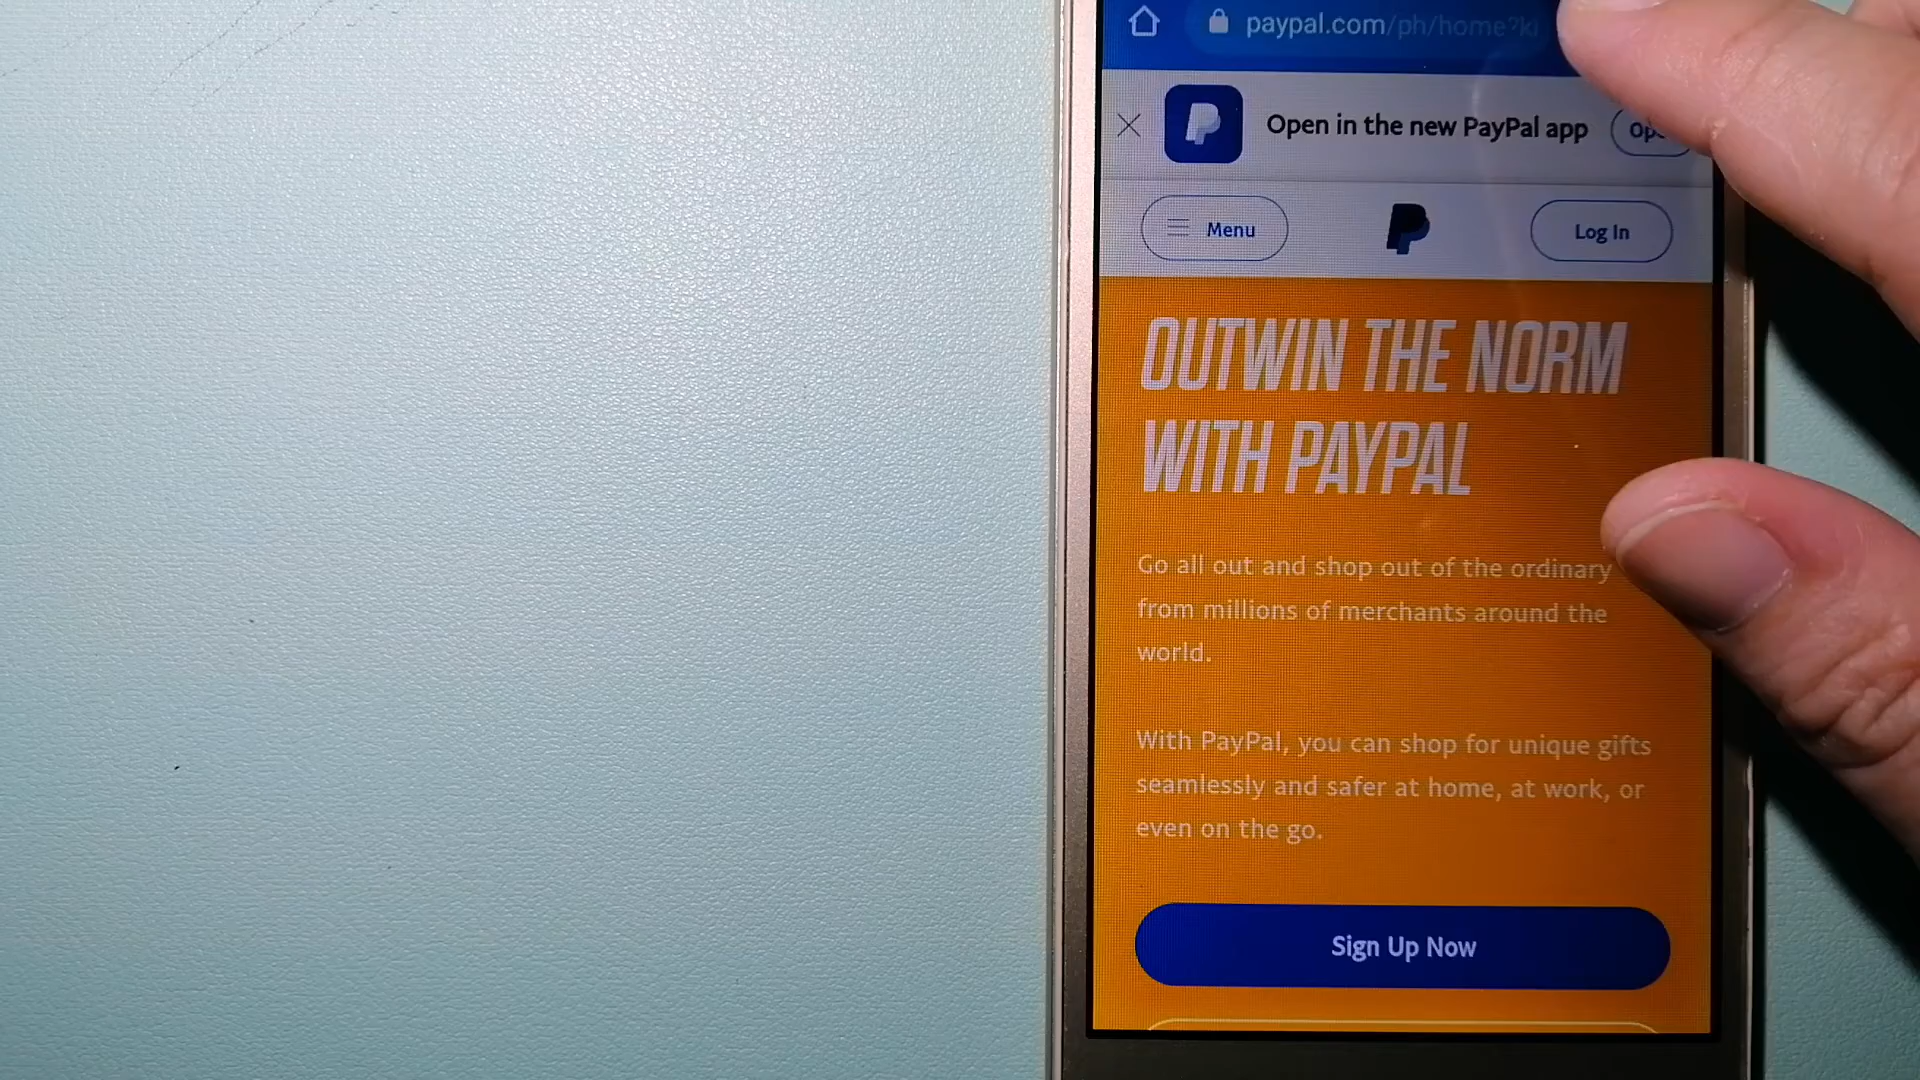 paypal.com/ph/home?ki
Open in the new PayPal app
Menu
Log In
OUTWIN THE NORM
WITH PAYPAL
Go all out and shop out of the ordinary
from millions of merchants around the
world.
With PayPal, you can shop for unique gifts
seamlessly and safer at home, at work, or
even on the go.
Sign Up Now